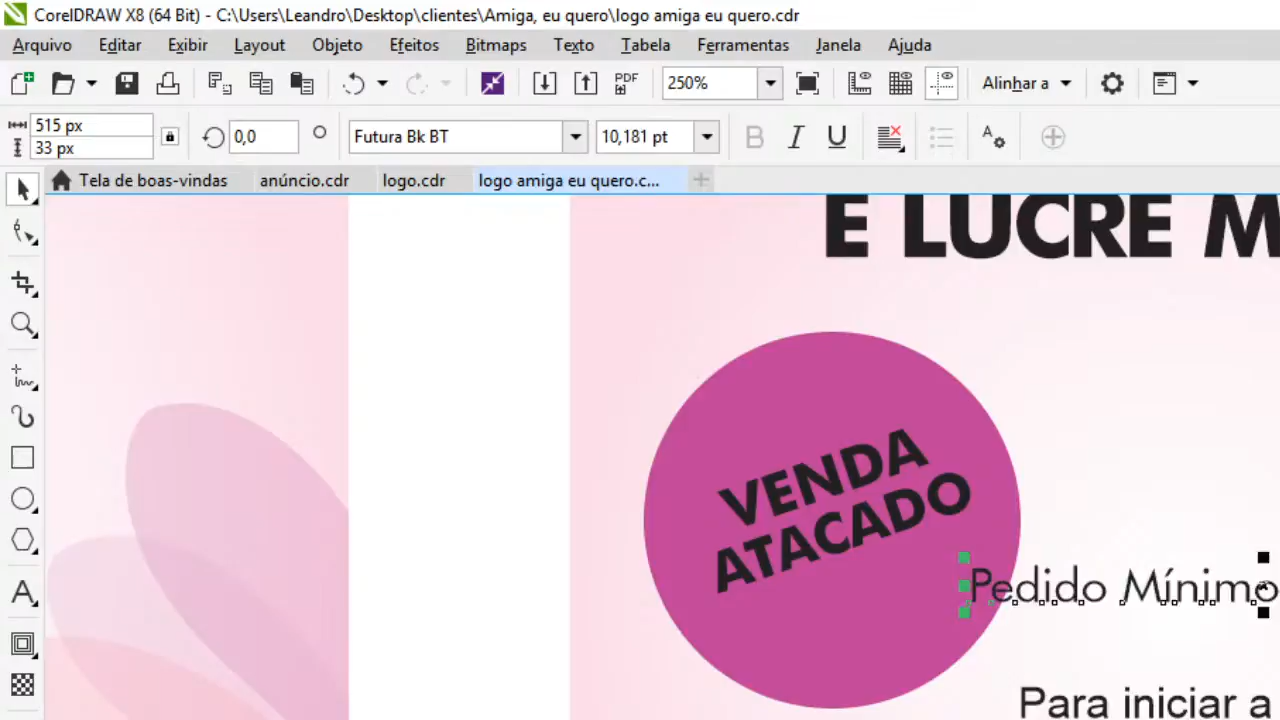 CorelDRAW X8 (64 Bit) - C:\Users\Leandro\Desktop\clientes\Amiga, eu quero\logo amiga eu quero.cdr
Arquivo Editar Exibir Layout Objeto Efeitos Bitmaps Texto Tabela Ferramentas Janela Ajuda
PDF 250% Alinhar a
515 px
33 px
0,0 Futura Bk BT 10,181 pt B I U
Tela de boas-vindas anúncio.cdr logo.cdr logo amiga eu quero.c...
E LUCRE M
VENDA
ATACADO
Pedido Mínimo
Para iniciar a